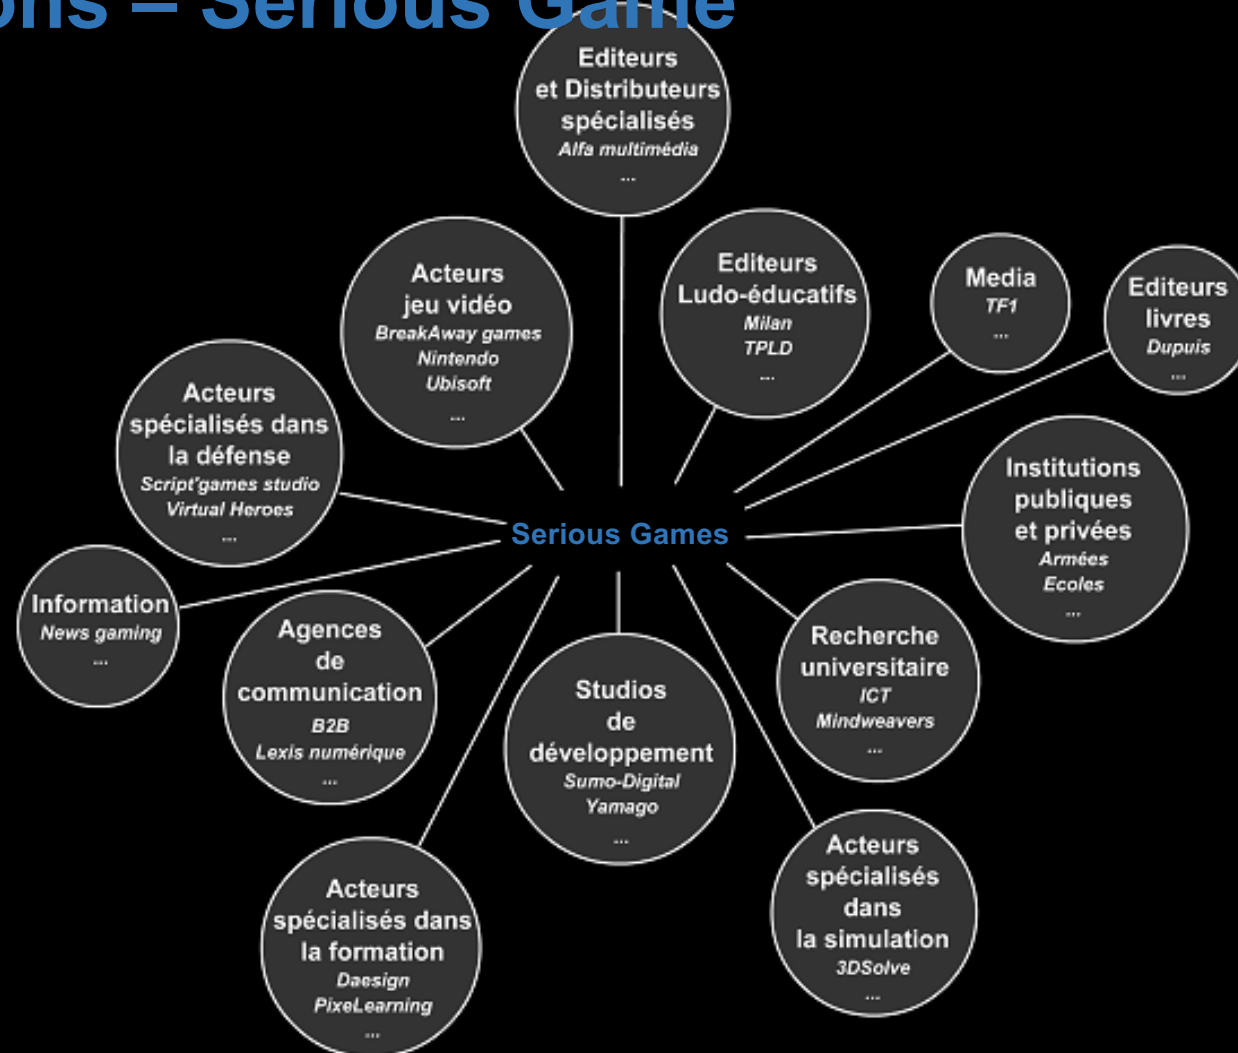 ons – Serious Game
Editeurs
et Distributeurs
spécialisés
Alfa multimédia
...
Acteurs
jeu vidéo
BreakAway games
Nintendo
Ubisoft
...
Editeurs
Ludo-éducatifs
Milan
TPLD
...
Media
TF1
...
Editeurs
livres
Dupuis
...
Acteurs
spécialisés dans
la défense
Script'games studio
Virtual Heroes
...
Institutions
publiques
et privées
Armées
Ecoles
...
Serious Games
Information
News gaming
...
Agences
de
communication
B2B
Lexis numérique
...
Studios
de
développement
Sumo-Digital
Yamago
...
Recherche
universitaire
ICT
Mindweavers
...
Acteurs
spécialisés dans
la formation
Daesign
PixeLearning
...
Acteurs
spécialisés
dans
la simulation
3DSolve
...